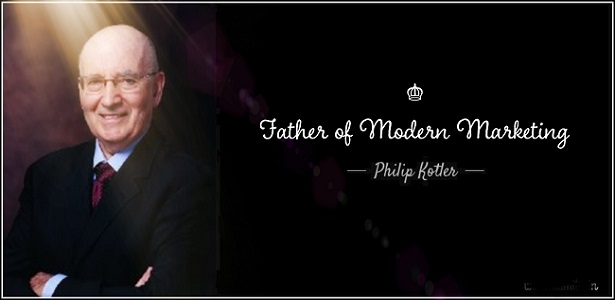 Father of Modern Marketing
— Philip Kotler —